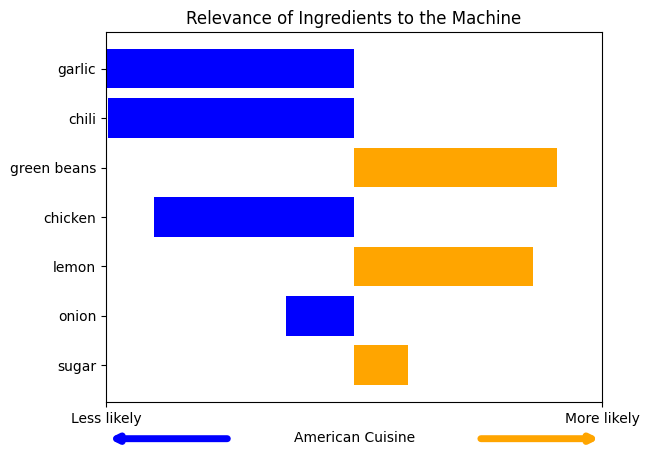 Relevance of Ingredients to the Machine
garlic
chili
green beans
chicken
lemon
onion
sugar
Less likely
More likely
American Cuisine